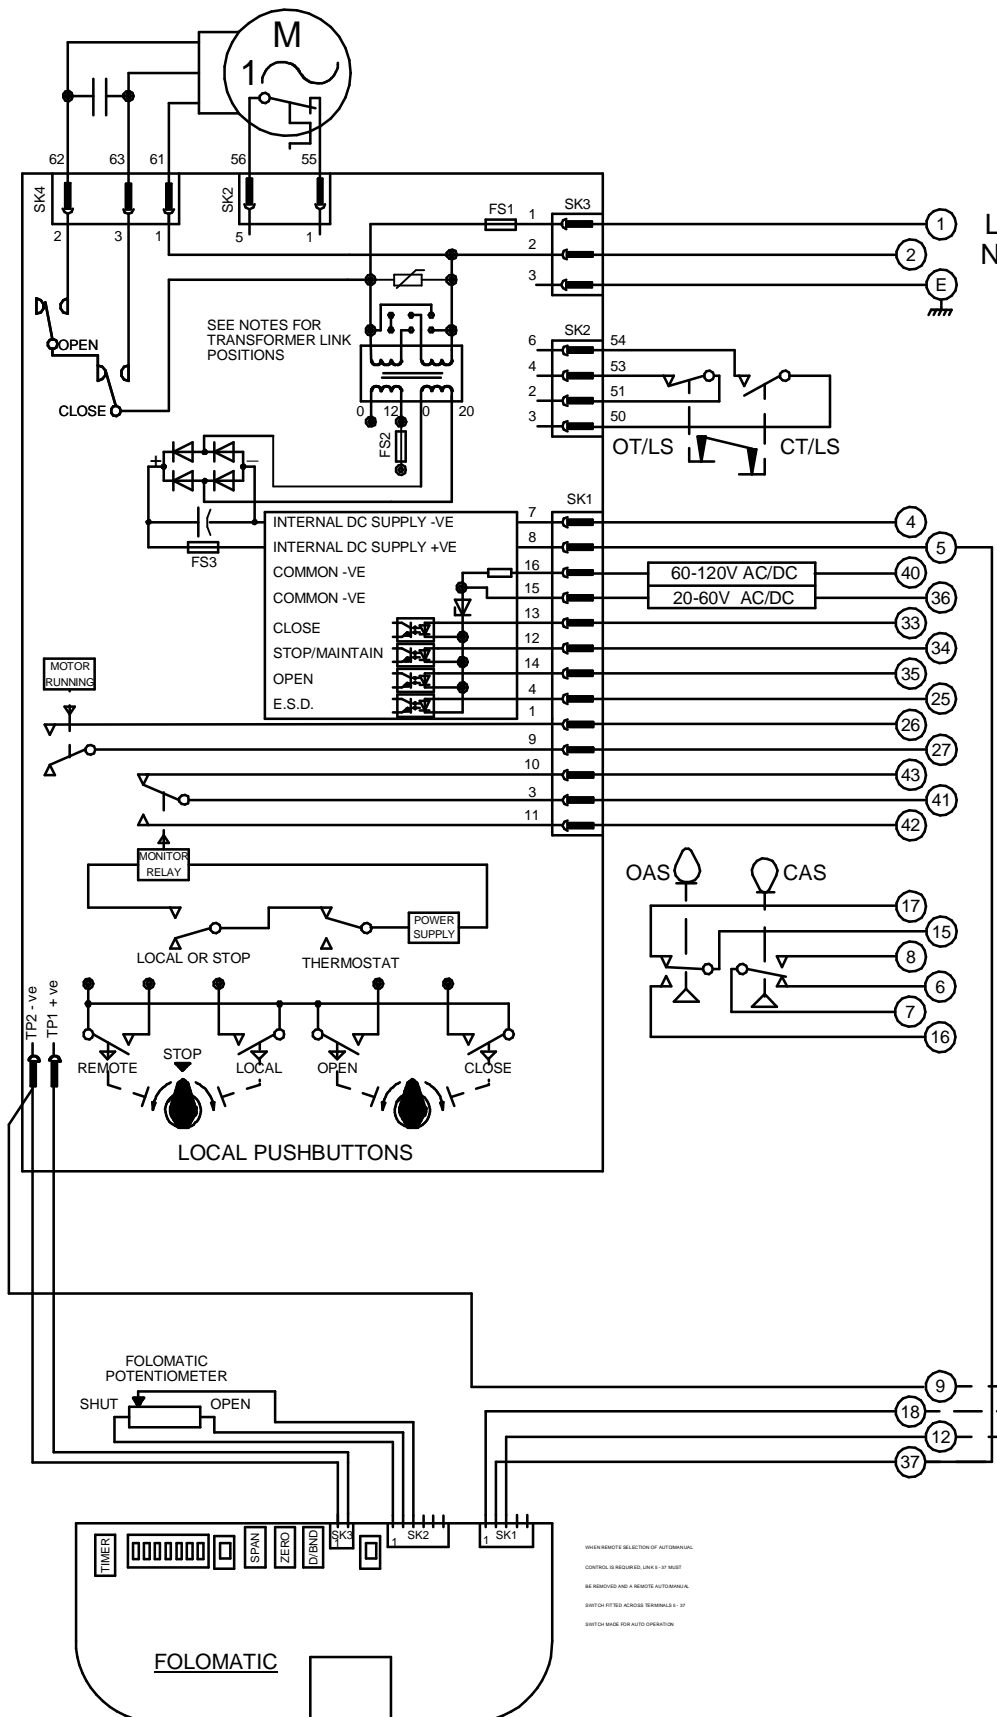 M
1
62
63
61
56
55
SK4
SK2
2
3
1
5
1
FS1
1
SK3
1
L
2
2
N
3
E
SEE NOTES FOR
TRANSFORMER LINK
POSITIONS
OPEN
CLOSE
0
12
0
20
FS2
SK2
6
54
4
53
2
51
3
50
OT/LS
CT/LS
+
–
FS3
SK1
INTERNAL DC SUPPLY -VE
7
4
INTERNAL DC SUPPLY +VE
8
5
COMMON -VE
16
60-120V AC/DC
40
COMMON -VE
15
20-60V AC/DC
36
CLOSE
13
33
STOP/MAINTAIN
12
34
OPEN
14
35
E.S.D.
4
25
MOTOR
RUNNING
1
26
9
27
10
43
3
41
11
42
MONITOR
RELAY
POWER
SUPPLY
LOCAL OR STOP
THERMOSTAT
OAS
CAS
17
15
8
6
7
16
TP2 - ve
TP1 + ve
REMOTE
STOP
LOCAL
OPEN
CLOSE
LOCAL PUSHBUTTONS
FOLOMATIC
POTENTIOMETER
SHUT
OPEN
9
18
12
37
TIMER
SPAN
ZERO
D/BND
SK3
1
SK2
1
SK1
1
WHEN REMOTE SELECTION OF AUTO/MANUAL
CONTROL IS REQUIRED, LINK 5 - 37 MUST
BE REMOVED AND A REMOTE AUTO/MANUAL
SWITCH FITTED ACROSS TERMINALS 5 - 37
SWITCH MADE FOR AUTO OPERATION
FOLOMATIC